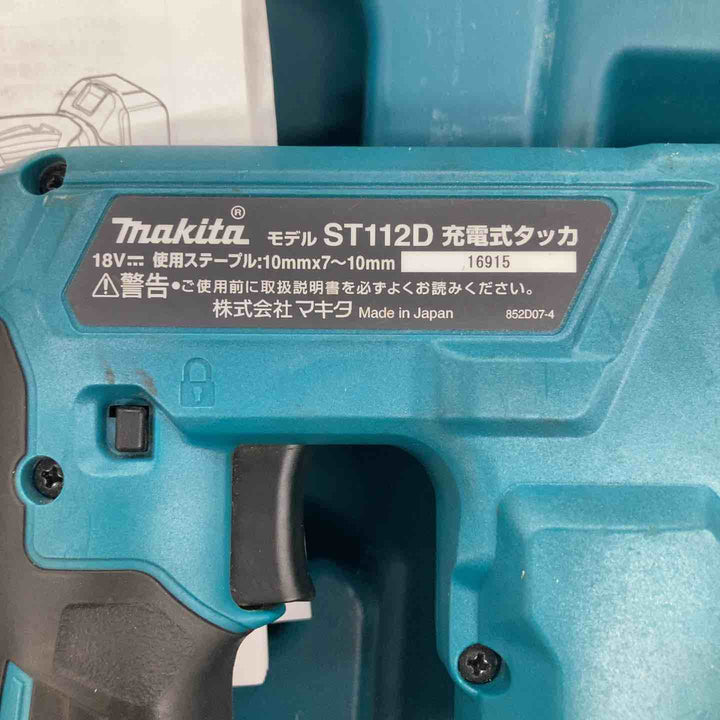 makita® モデル ST112D 充電式タッカ
18V⎓ 使用ステープル:10mmx7〜10mm 16915
⚠警告●ご使用前に取扱説明書を必ずよくお読みください。
株式会社 マキタ Made in Japan 852D07-4